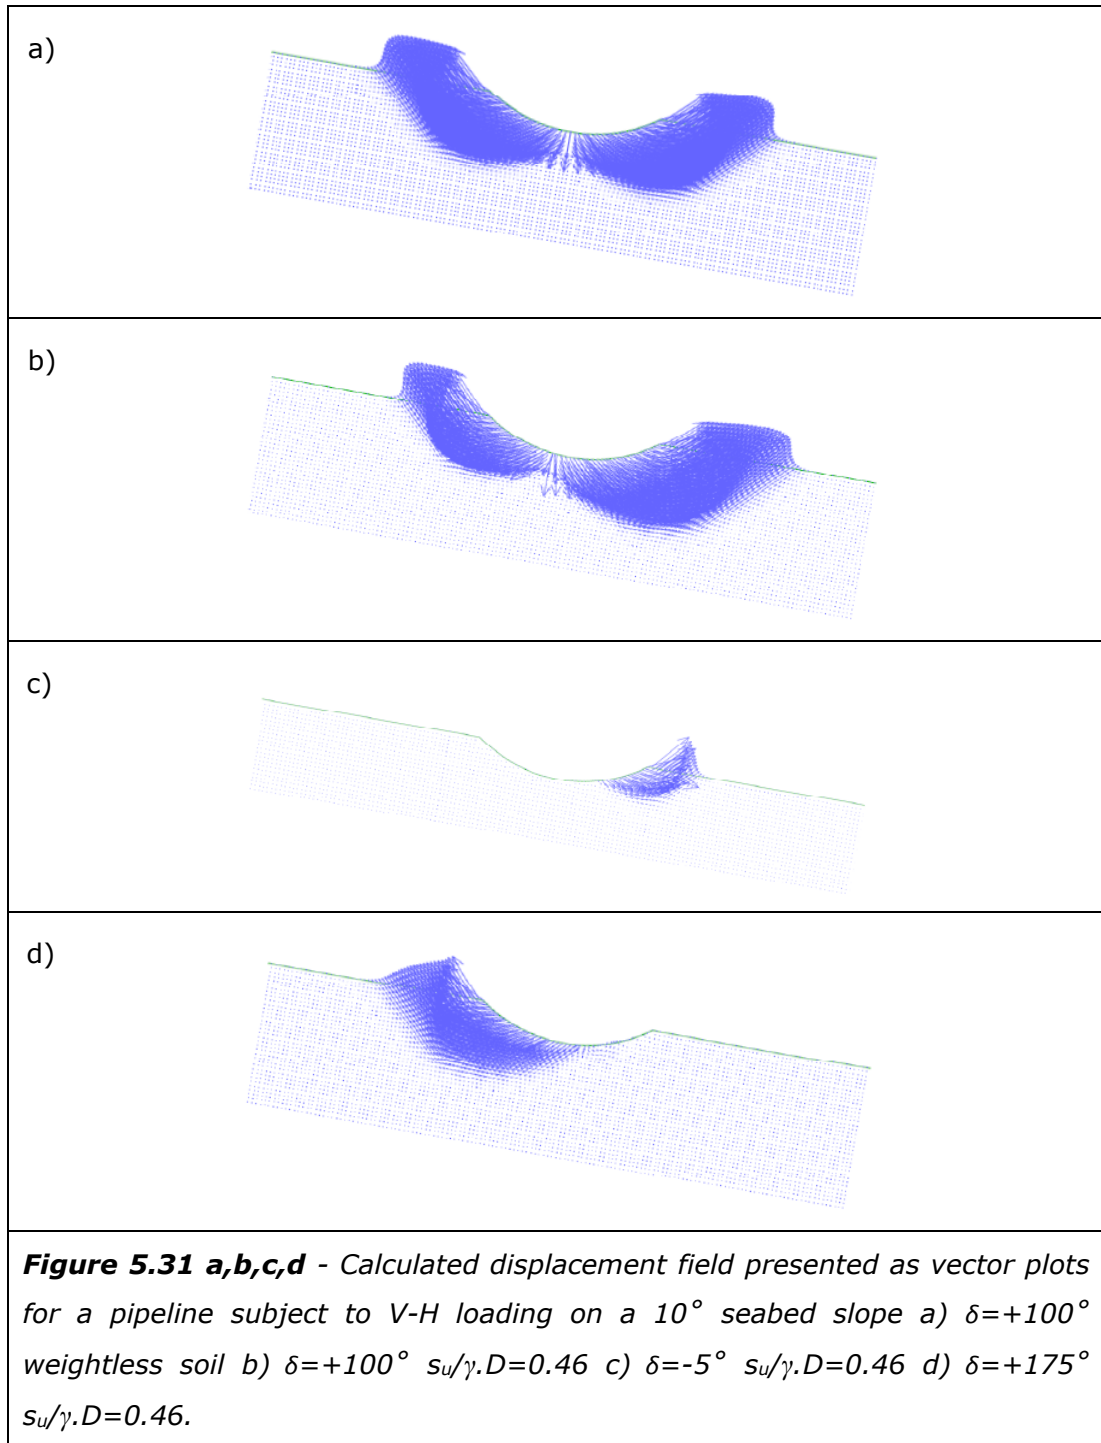 a)
b)
c)
d)
Figure 5.31 a,b,c,d - Calculated displacement field presented as vector plots
for a pipeline subject to V-H loading on a 10° seabed slope a) δ=+100°
weightless soil b) δ=+100° su/γ.D=0.46 c) δ=-5° su/γ.D=0.46 d) δ=+175°
su/γ.D=0.46.